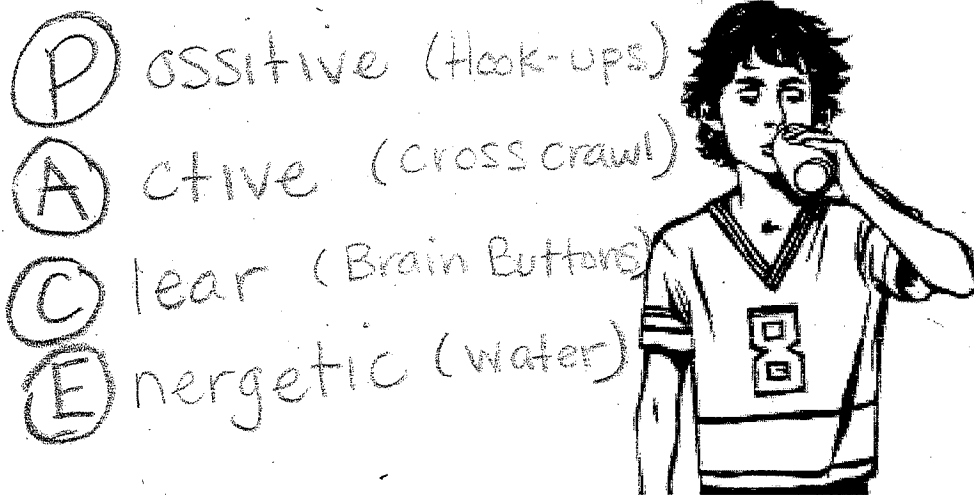 Possitive (Hook-ups)
Active (cross crawl)
Clear (Brain Buttons)
Energetic (water)
8